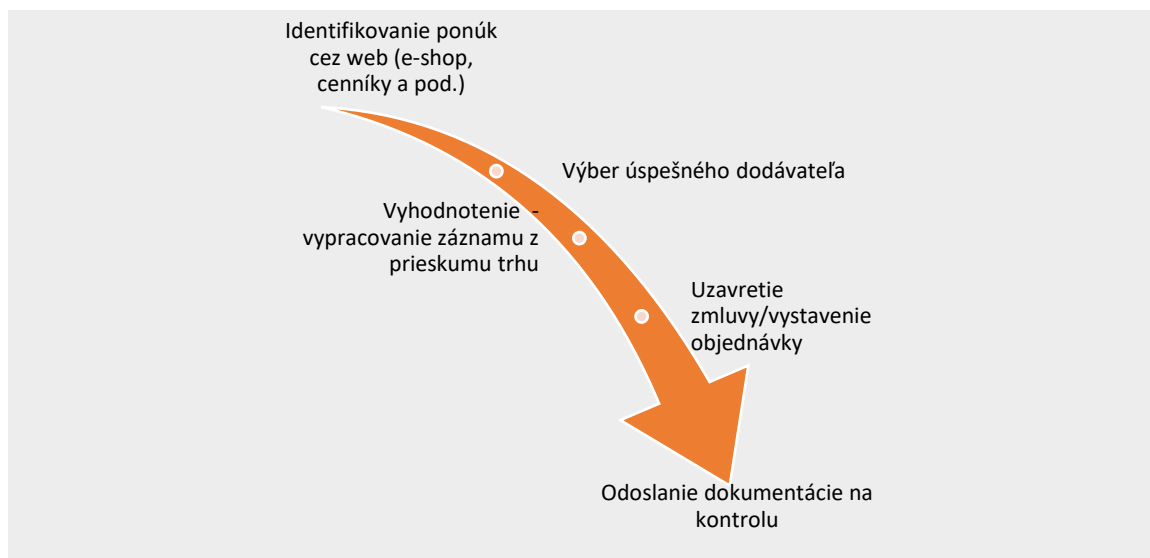 Identifikovanie ponúk
cez web (e-shop,
cenníky a pod.)
Výber úspešného dodávateľa
Vyhodnotenie -
vypracovanie záznamu z
prieskumu trhu
Uzavretie
zmluvy/vystavenie
objednávky
Odoslanie dokumentácie na
kontrolu